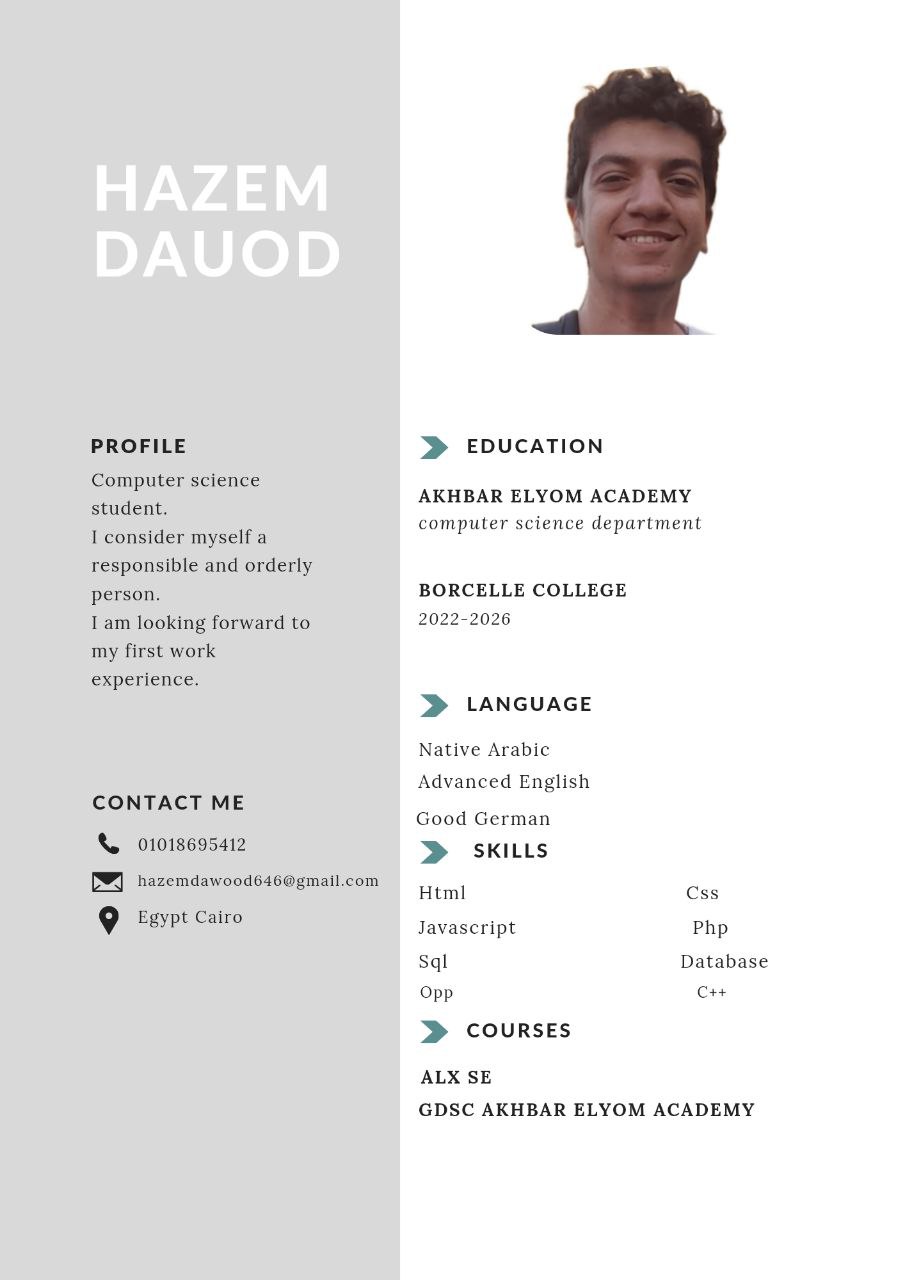 HAZEM
DAUOD
PROFILE
Computer science
student.
I consider myself a
responsible and orderly
person.
I am looking forward to
my first work
experience.
CONTACT ME
01018695412
hazemdawood646@gmail.com
Egypt Cairo
EDUCATION
AKHBAR ELYOM ACADEMY
computer science department
BORCELLE COLLEGE
2022-2026
LANGUAGE
Native Arabic
Advanced English
Good German
SKILLS
Html Css
Javascript Php
Sql Database
Opp C++
COURSES
ALX SE
GDSC AKHBAR ELYOM ACADEMY